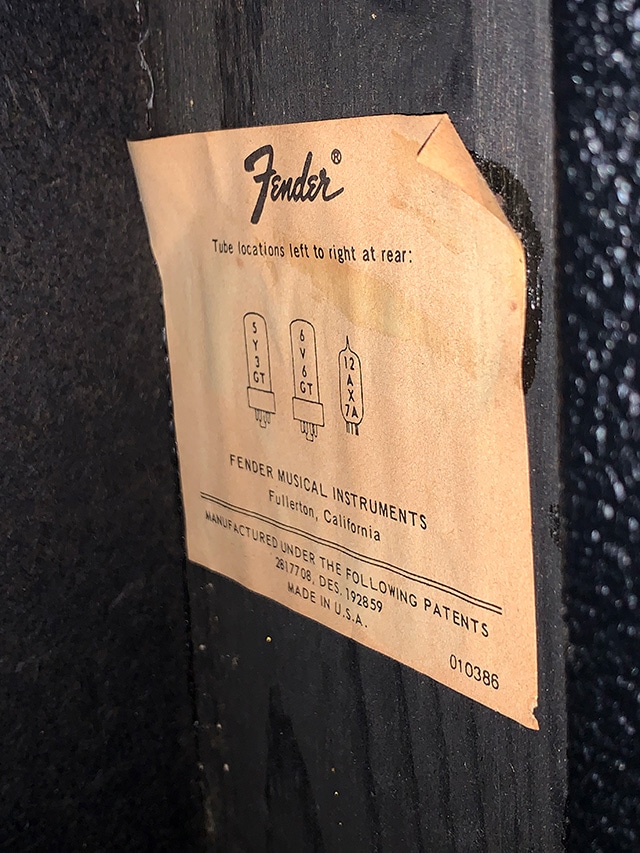 Fender®
Tube locations left to right at rear:
5Y3GT 6V6GT 12AX7A
FENDER MUSICAL INSTRUMENTS
Fullerton, California
MANUFACTURED UNDER THE FOLLOWING PATENTS
2817708, DES. 192859
MADE IN U.S.A.
010386